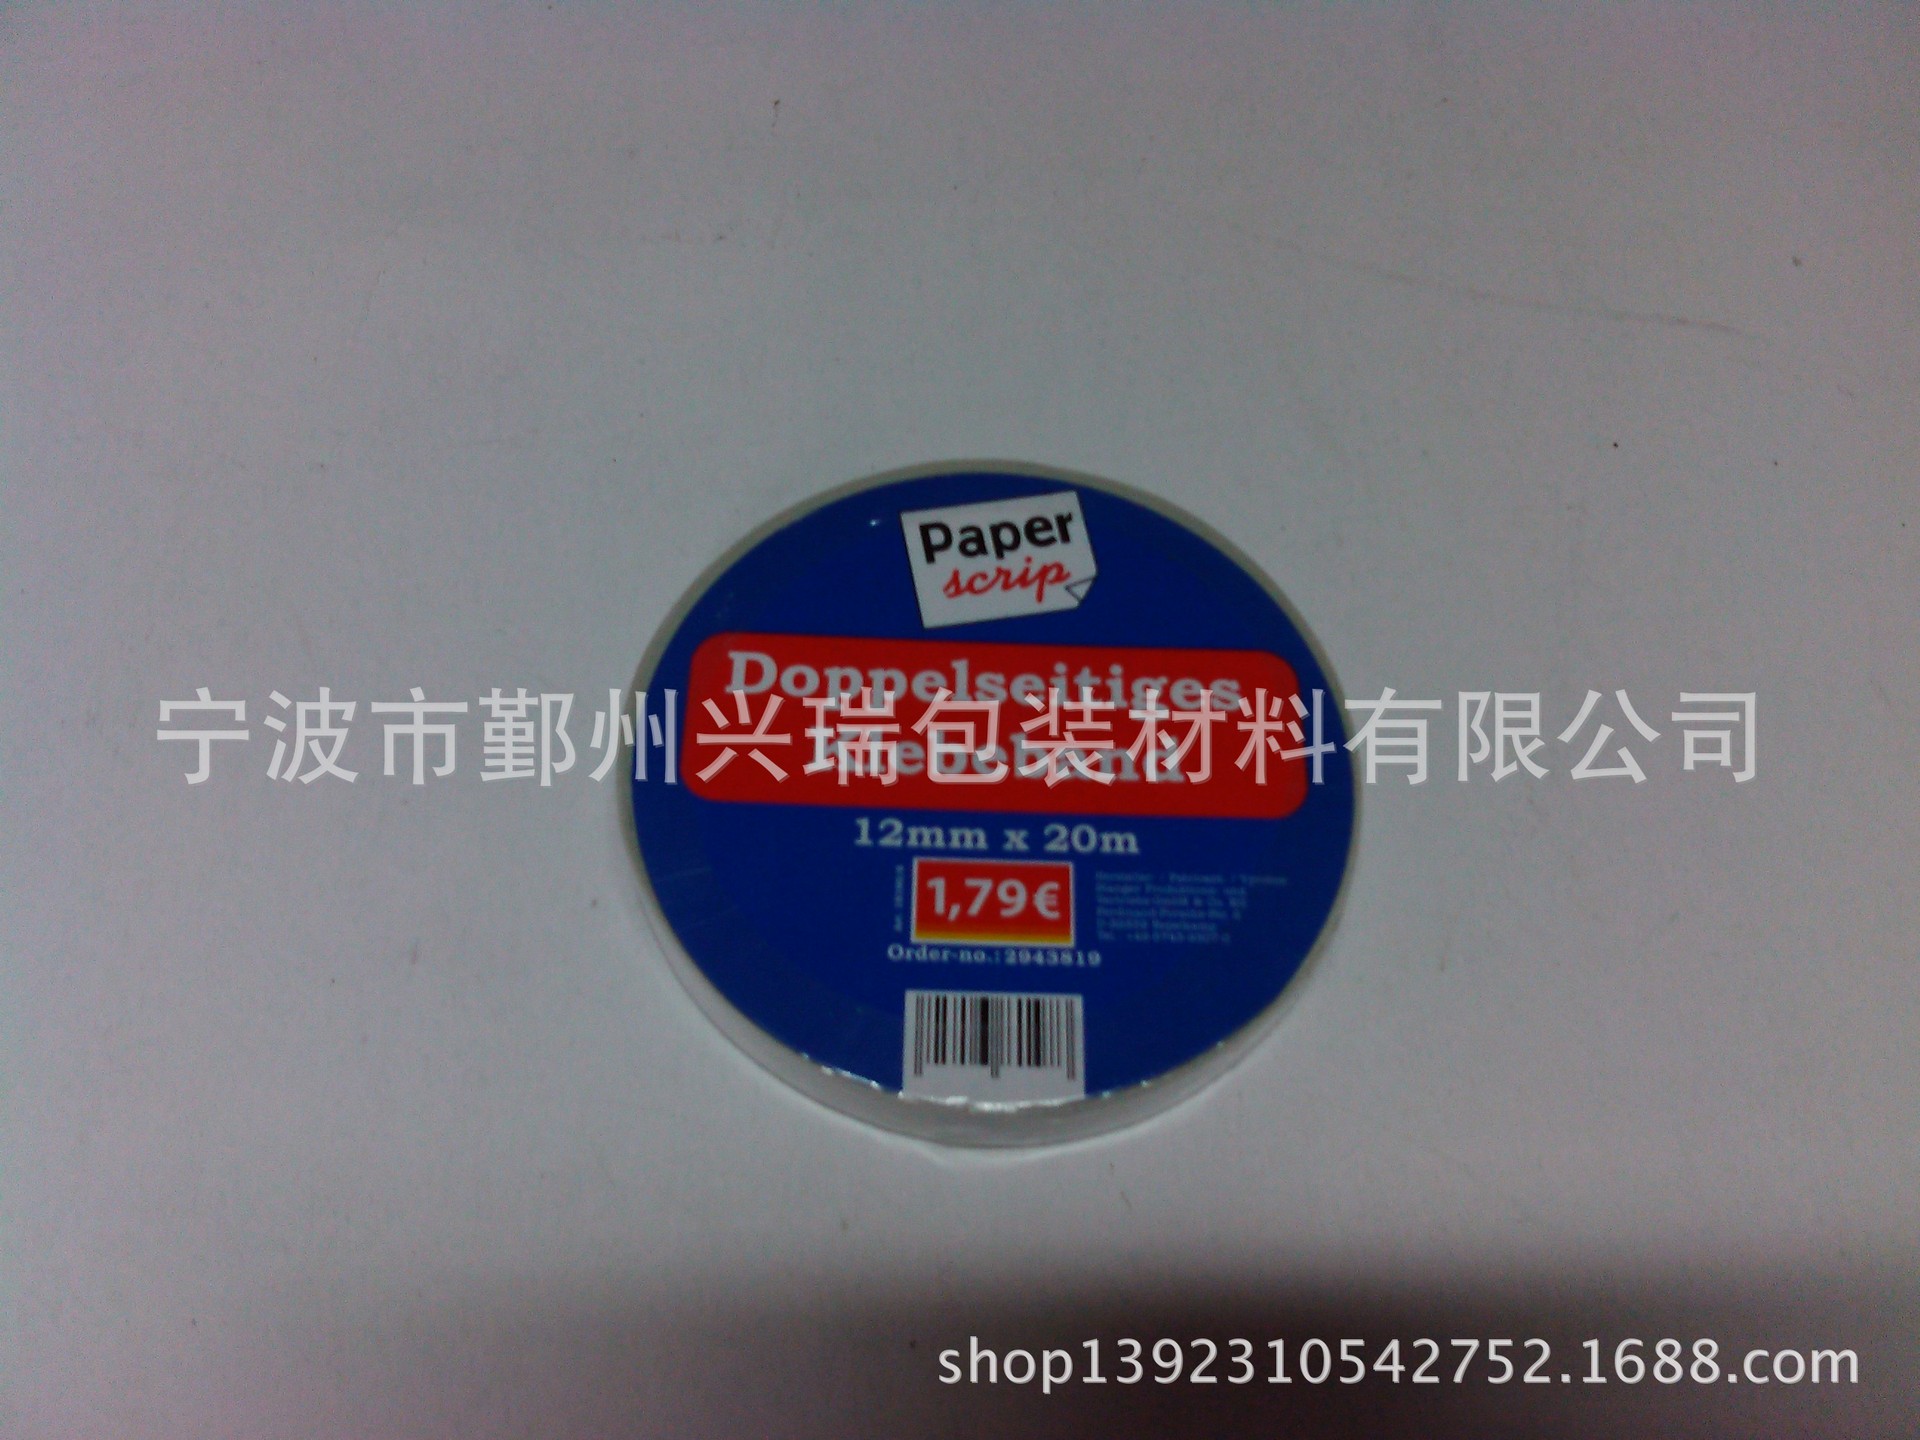 Paper
scrip
Doppelseitiges
Klebeband
宁波市鄞州兴瑞包装材料有限公司
12mm x 20m
1,79€
Order-no.: 2943819
shop1392310542752.1688.com